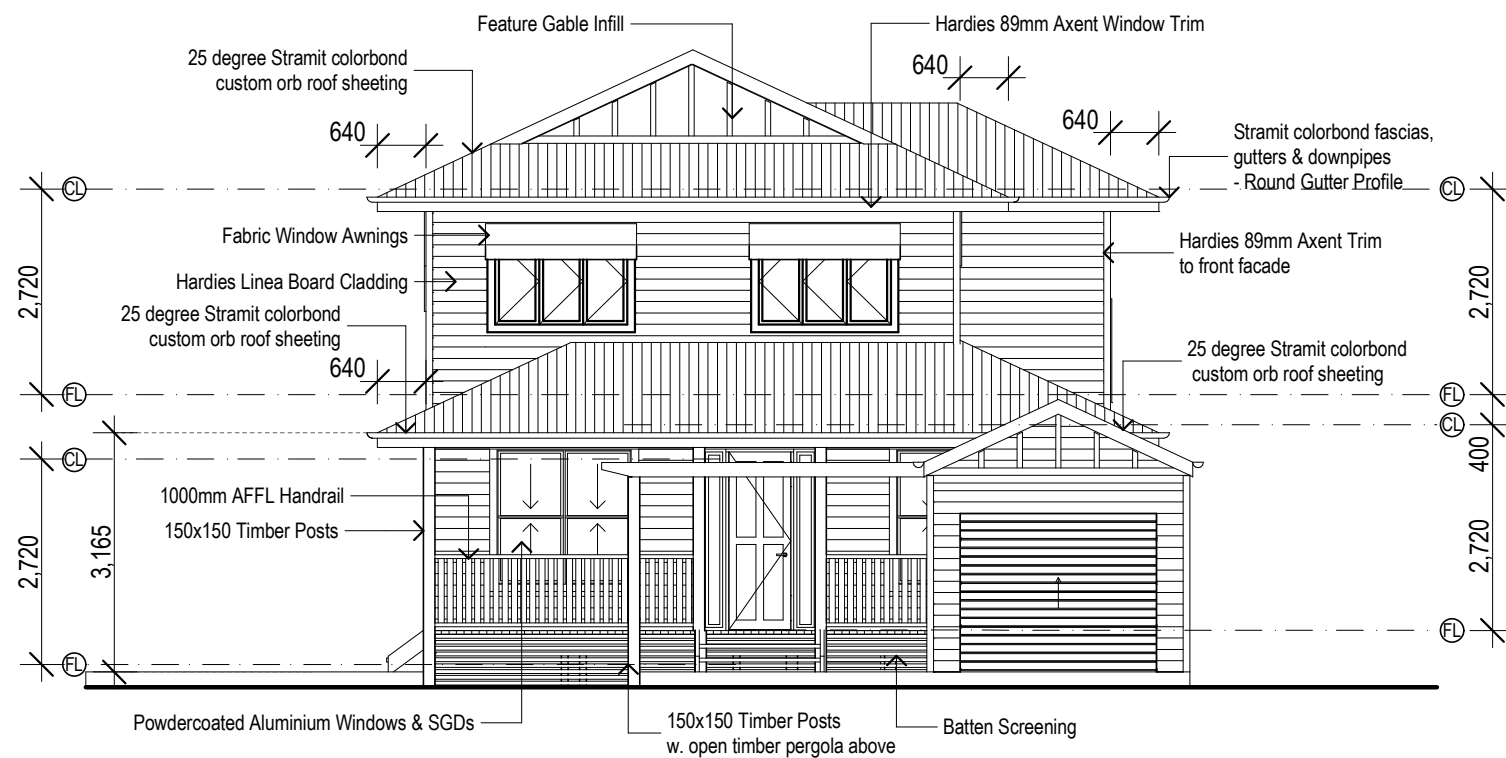 Feature Gable Infill
Hardies 89mm Axent Window Trim
25 degree Stramit colorbond
custom orb roof sheeting
640
640
640
Stramit colorbond fascias,
gutters & downpipes
- Round Gutter Profile
CL
CL
Fabric Window Awnings
Hardies 89mm Axent Trim
to front facade
Hardies Linea Board Cladding
2,720
2,720
25 degree Stramit colorbond
custom orb roof sheeting
25 degree Stramit colorbond
custom orb roof sheeting
640
FL
FL
CL
CL
400
1000mm AFFL Handrail
150x150 Timber Posts
2,720
3,165
2,720
FL
FL
Powdercoated Aluminium Windows & SGDs
150x150 Timber Posts
w. open timber pergola above
Batten Screening